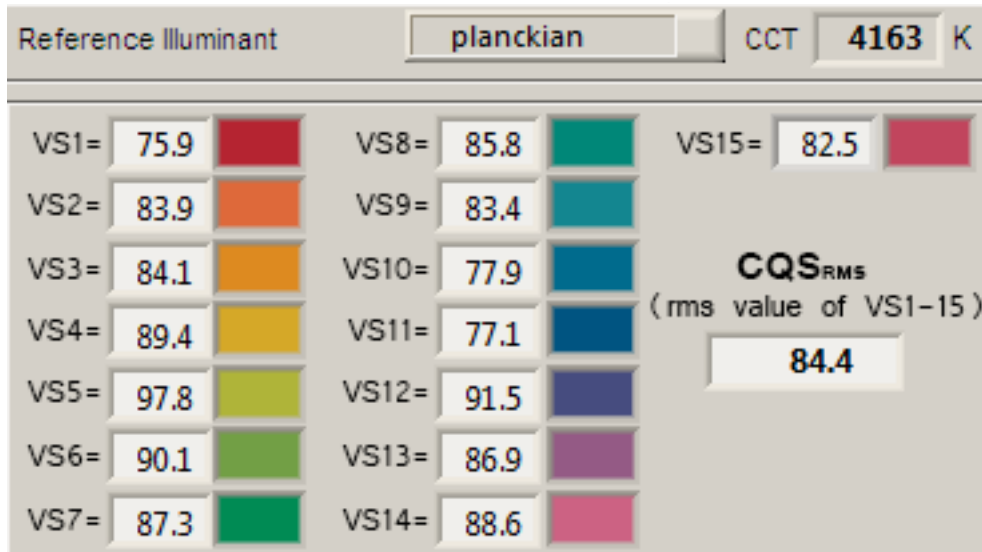 Reference Illuminant planckian CCT 4163 K
VS1= 75.9 VS8= 85.8 VS15= 82.5
VS2= 83.9 VS9= 83.4
VS3= 84.1 VS10= 77.9 CQSRMS
VS4= 89.4 VS11= 77.1 (rms value of VS1-15)
VS5= 97.8 VS12= 91.5 84.4
VS6= 90.1 VS13= 86.9
VS7= 87.3 VS14= 88.6